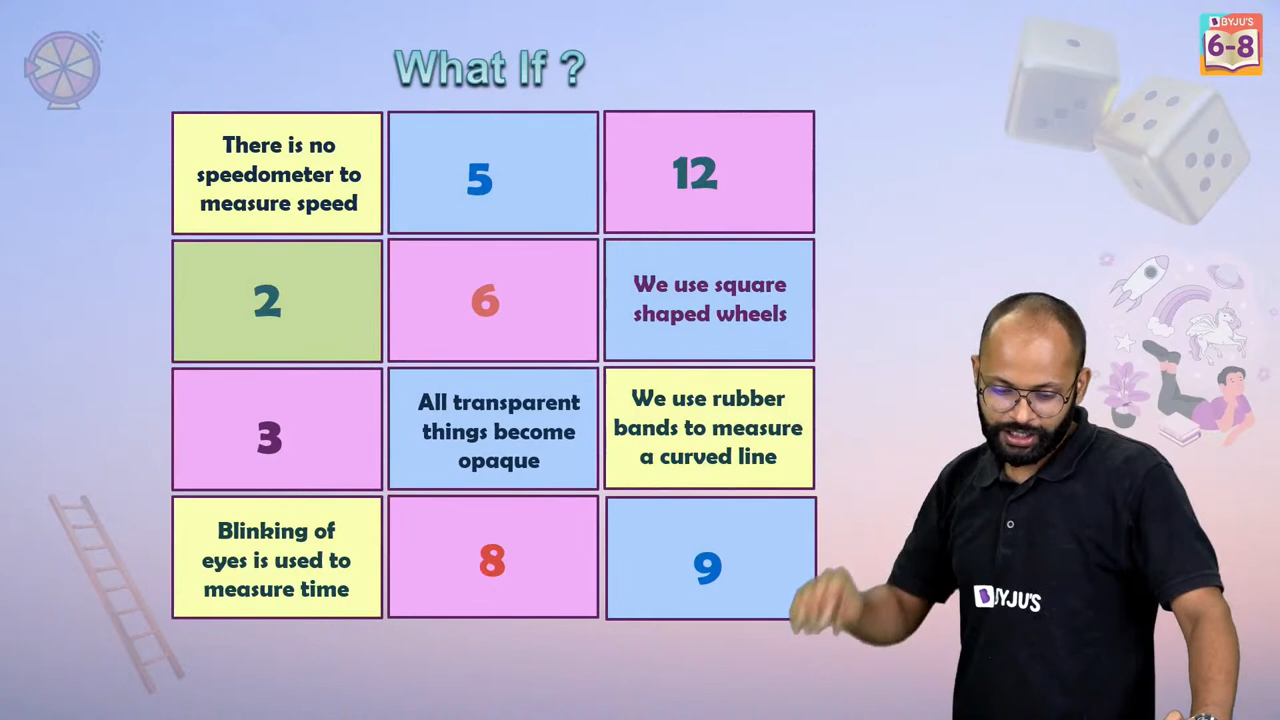 What If ?
BYJU'S
6-8
There is no
speedometer to
measure speed
5
12
2
6
We use square
shaped wheels
3
All transparent
things become
opaque
We use rubber
bands to measure
a curved line
Blinking of
eyes is used to
measure time
8
9
BYJU'S